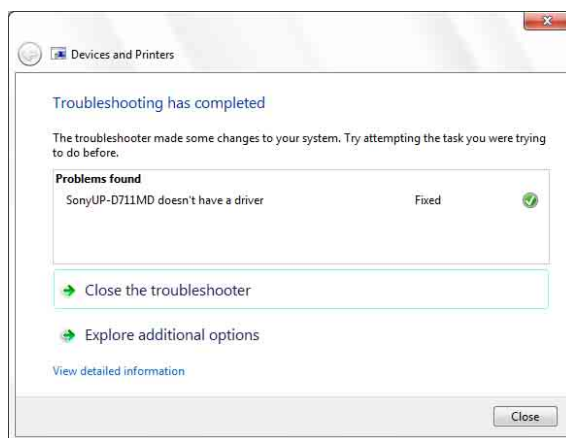 Devices and Printers
Troubleshooting has completed
The troubleshooter made some changes to your system. Try attempting the task you were trying
to do before.
Problems found
SonyUP-D711MD doesn't have a driver Fixed
Close the troubleshooter
Explore additional options
View detailed information
Close